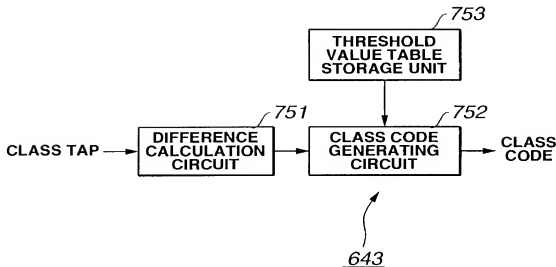 753
THRESHOLD
VALUE TABLE
STORAGE UNIT
751
752
CLASS TAP
DIFFERENCE
CALCULATION
CIRCUIT
CLASS CODE
GENERATING
CIRCUIT
CLASS
CODE
643